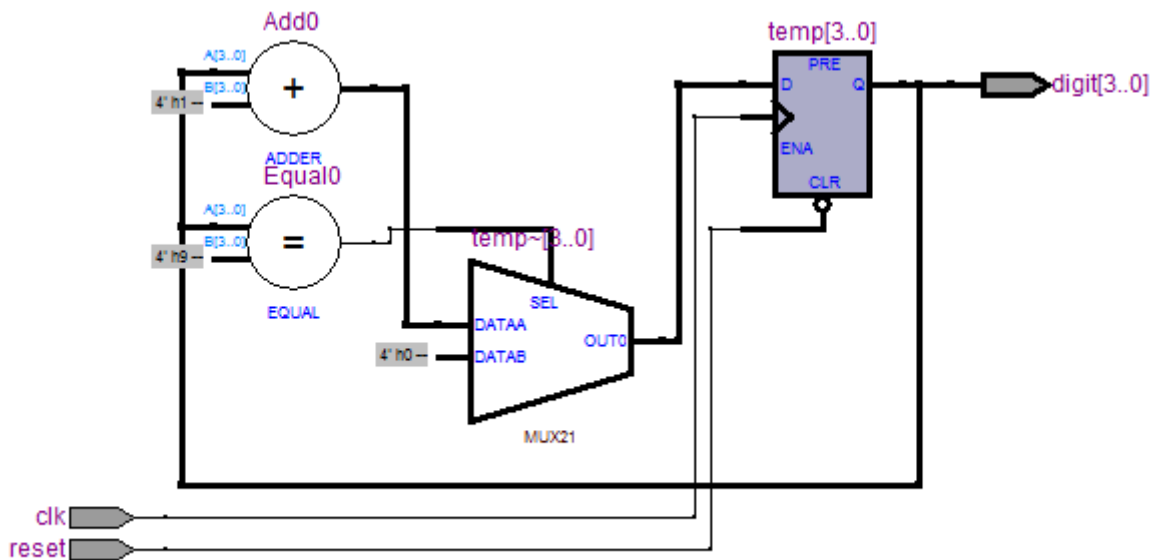 Add0
temp[3..0]
A[3..0]
PRE
B[3..0]
D
Q
digit[3..0]
4' h1 --
+
ENA
ADDER
Equal0
CLR
A[3..0]
B[3..0]
=
temp~[3..0]
4' h9 --
SEL
EQUAL
DATAA
OUT0
4' h0 --
DATAB
MUX21
clk
reset